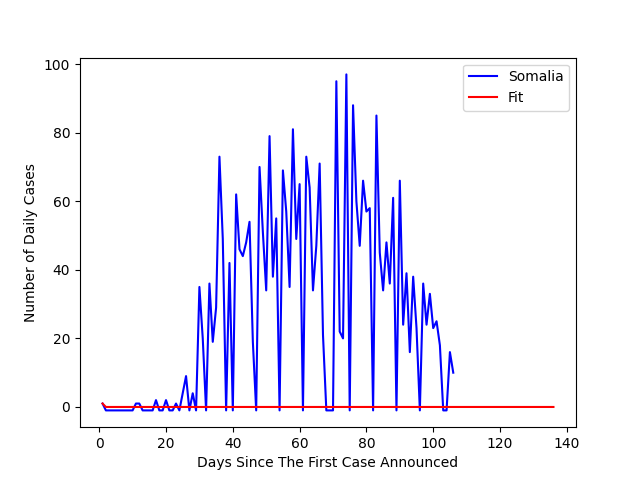 100
80
60
40
20
0
Number of Daily Cases
Somalia
Fit
0 20 40 60 80 100 120 140
Days Since The First Case Announced